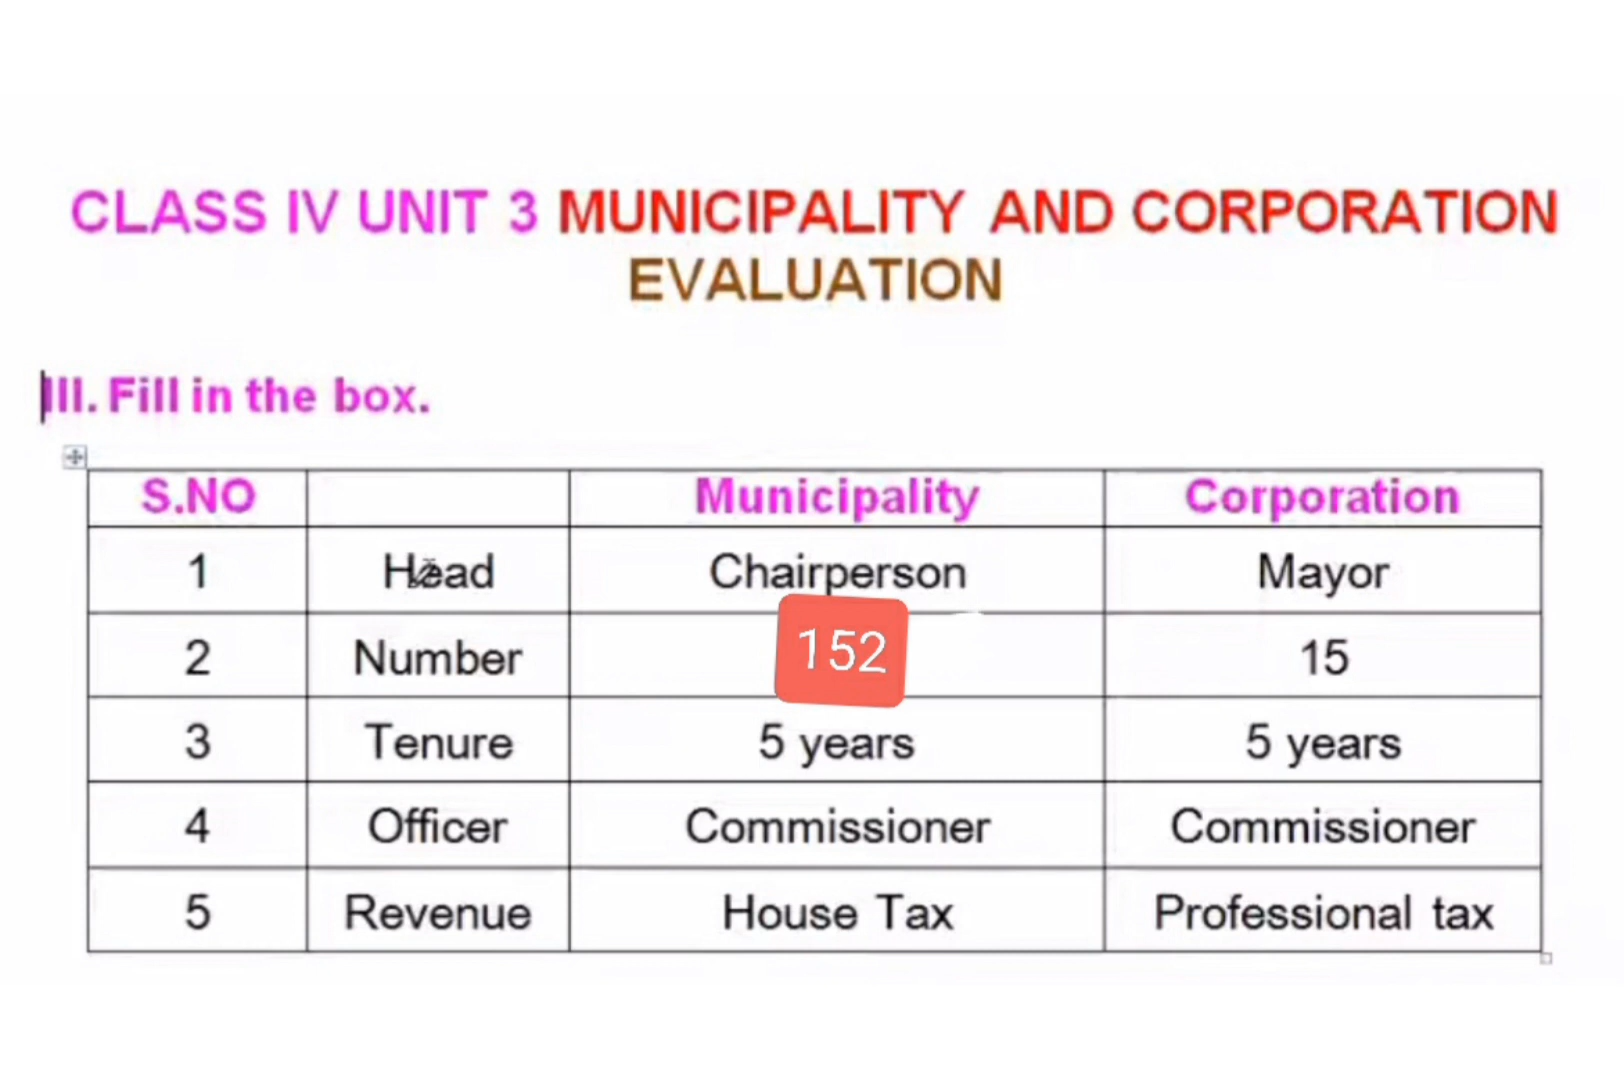 CLASS IV UNIT 3 MUNICIPALITY AND CORPORATION
EVALUATION
III. Fill in the box.
S.NO Municipality Corporation
1 Head Chairperson Mayor
2 Number 152 15
3 Tenure 5 years 5 years
4 Officer Commissioner Commissioner
5 Revenue House Tax Professional tax